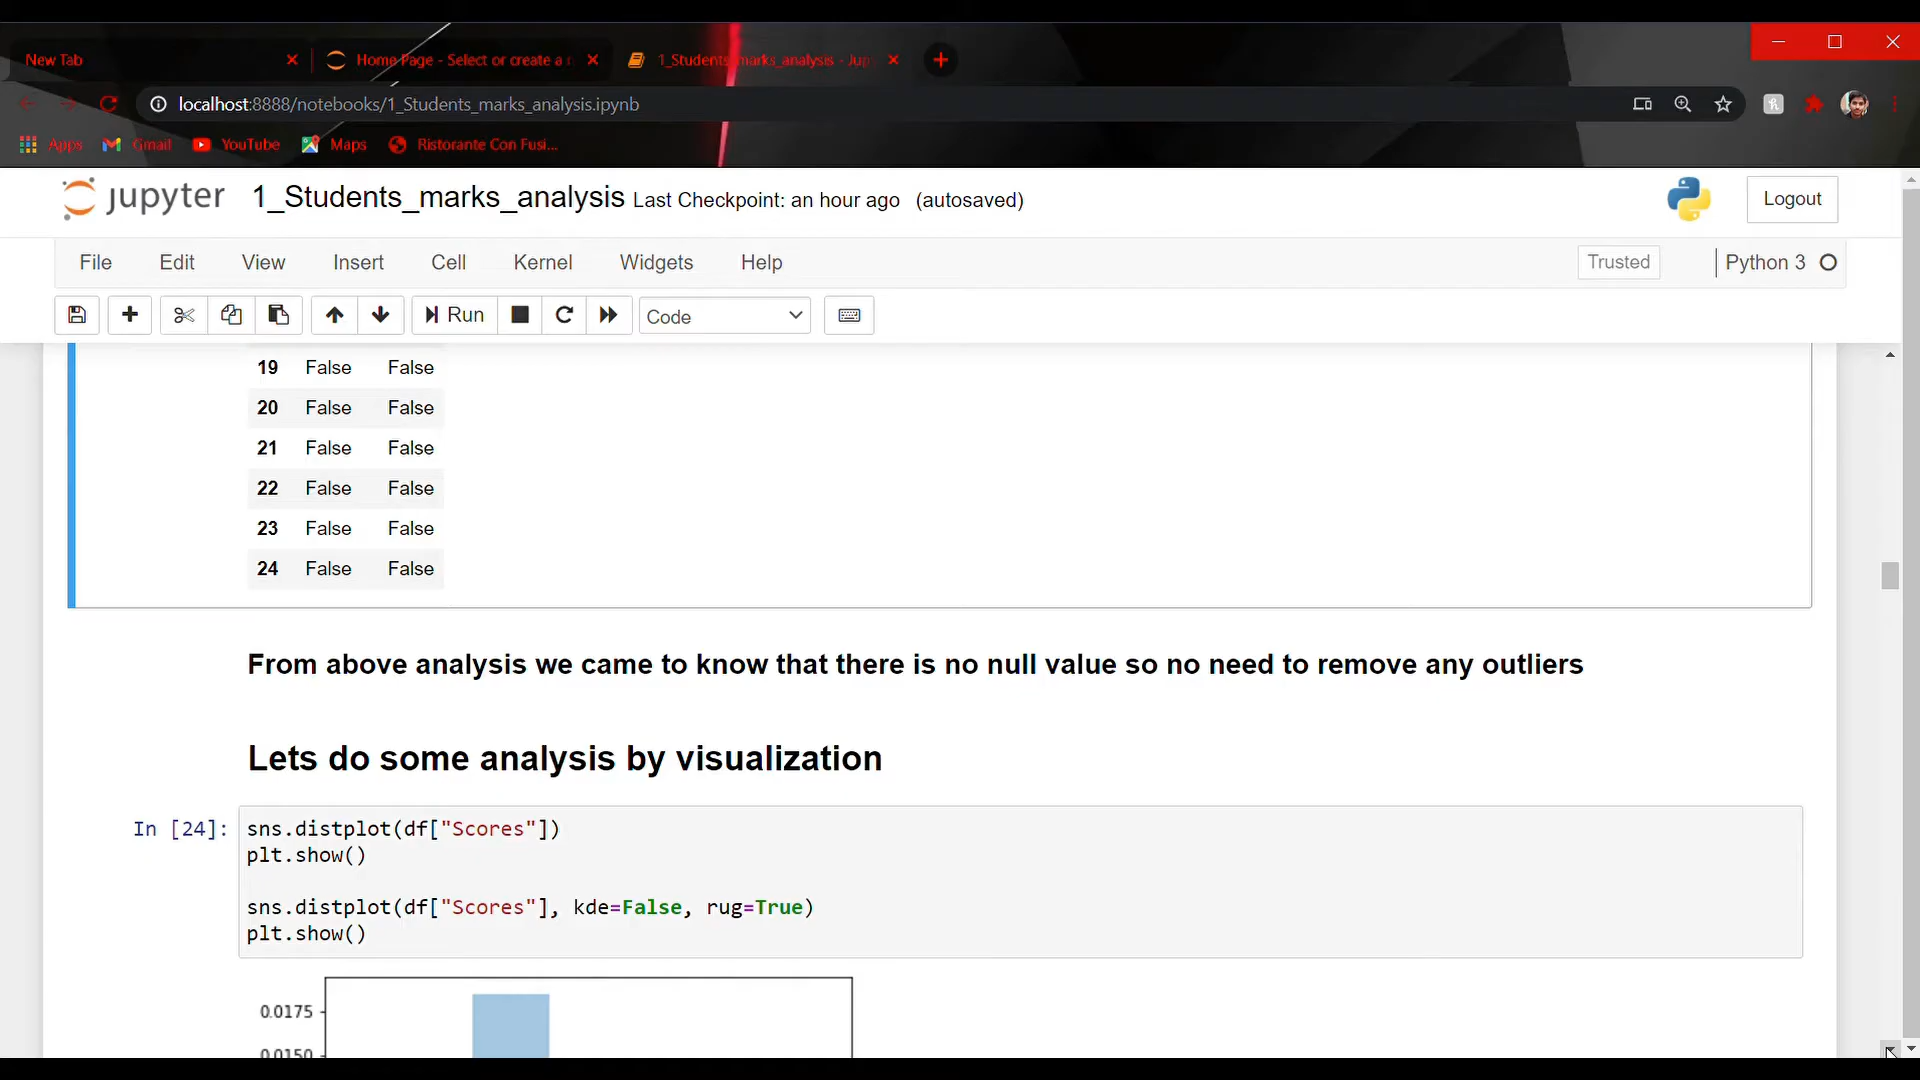 New Tab
Home Page - Select or create a n
1_Students_marks_analysis - Jup
localhost:8888/notebooks/1_Students_marks_analysis.ipynb
Apps
Gmail
YouTube
Maps
Ristorante Con Fusi...
jupyter 1_Students_marks_analysis Last Checkpoint: an hour ago (autosaved)
Logout
File Edit View Insert Cell Kernel Widgets Help
Trusted
Python 3
Run
Code
19 False False
20 False False
21 False False
22 False False
23 False False
24 False False
From above analysis we came to know that there is no null value so no need to remove any outliers
Lets do some analysis by visualization
In [24]: sns.distplot(df["Scores"])
plt.show()
sns.distplot(df["Scores"], kde=False, rug=True)
plt.show()
0.0175
0.0150